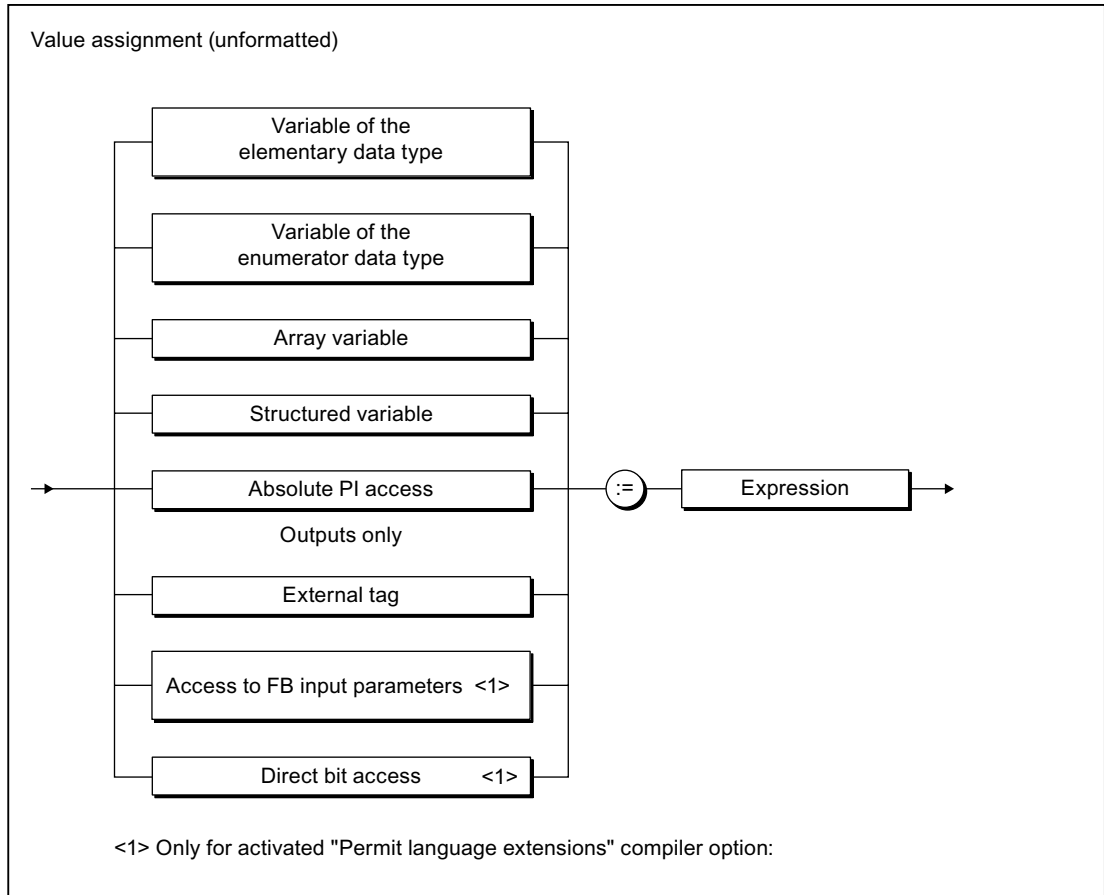 Value assignment (unformatted)
Variable of the
elementary data type
Variable of the
enumerator data type
Array variable
Structured variable
Absolute PI access
:=
Expression
Outputs only
External tag
Access to FB input parameters <1>
Direct bit access <1>
<1> Only for activated "Permit language extensions" compiler option: